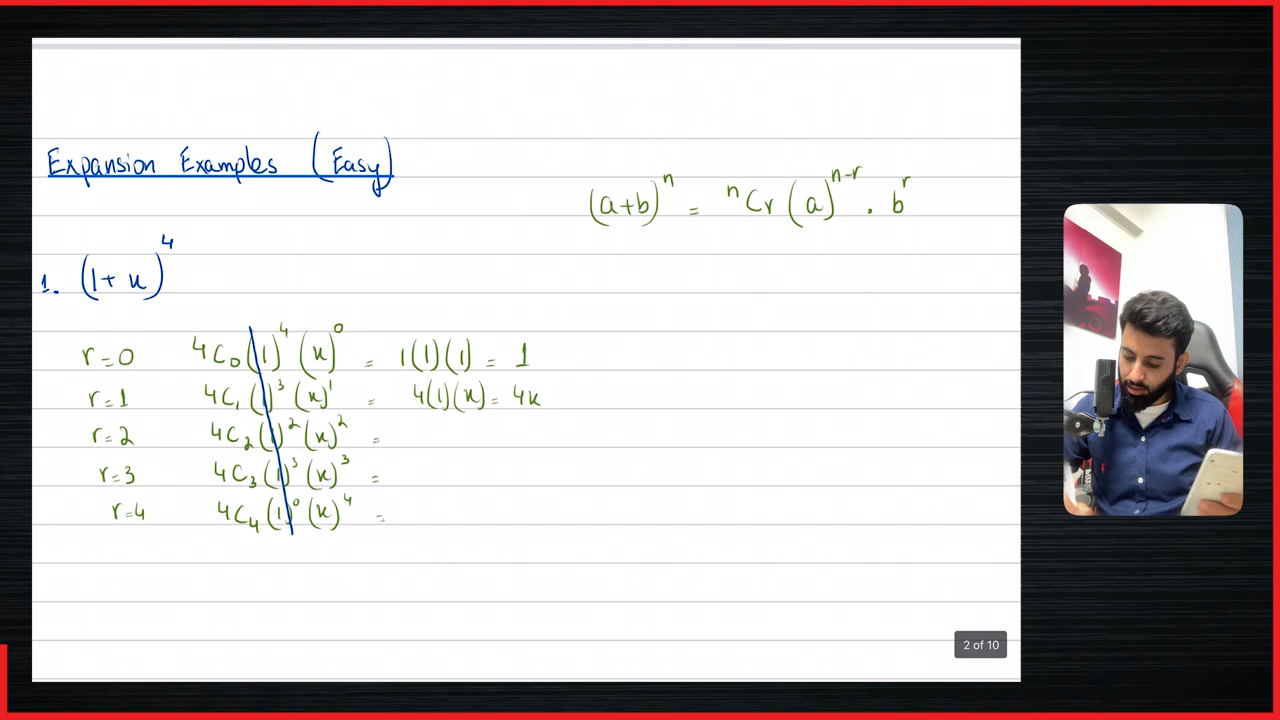 Expansion Examples (Easy)
(a+b)^n = nCr (a)^{n-r} . b^r
1. (1+x)^4
r=0 4C0 (1)^4 (x)^0 = 1(1)(1) = 1
r=1 4C1 (1)^3 (x)^1 = 4(1)(x) = 4x
r=2 4C2 (1)^2 (x)^2 =
r=3 4C3 (1)^3 (x)^3 =
r=4 4C4 (1)^0 (x)^4 =
2 of 10